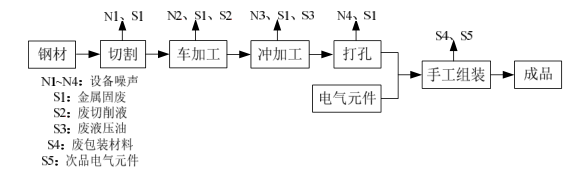 N1、S1
N2、S1、S2
N3、S1、S3
N4、S1
S4、S5
钢材
切割
车加工
冲加工
打孔
手工组装
成品
电气元件
N1~N4：设备噪声
S1：金属固废
S2：废切削液
S3：废液压油
S4：废包装材料
S5：次品电气元件